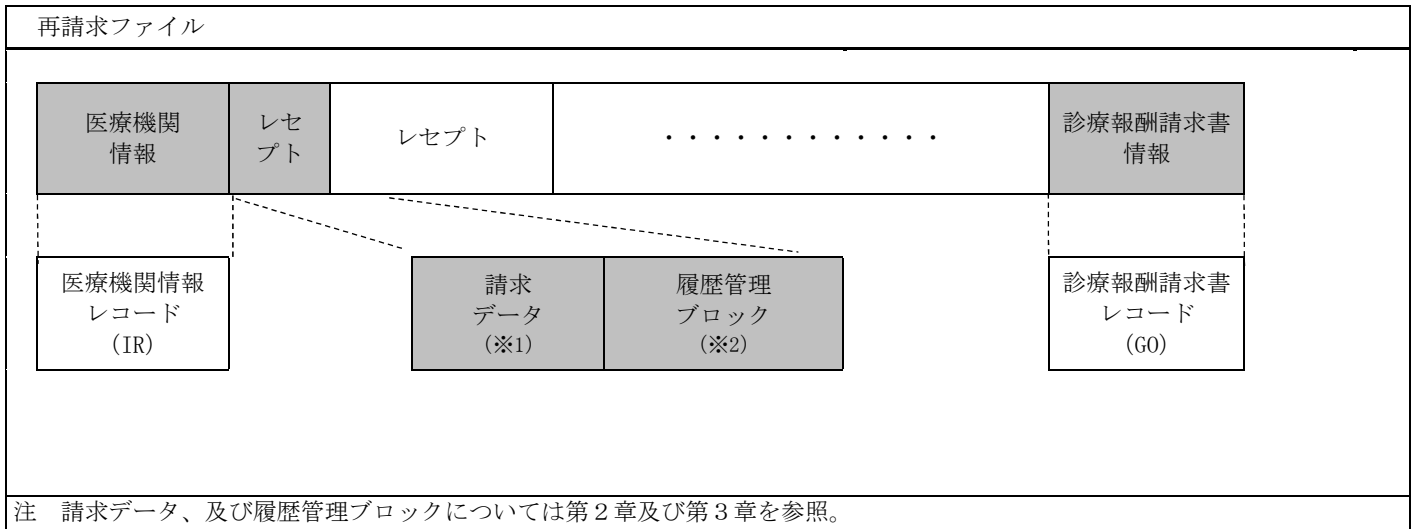 再請求ファイル
医療機関
情報
レセ
プト
レセプト
・・・・・・・・・・・・
診療報酬請求書
情報
医療機関情報
レコード
(IR)
請求
データ
(※1)
履歴管理
ブロック
(※2)
診療報酬請求書
レコード
(GO)
注　請求データ、及び履歴管理ブロックについては第２章及び第３章を参照。